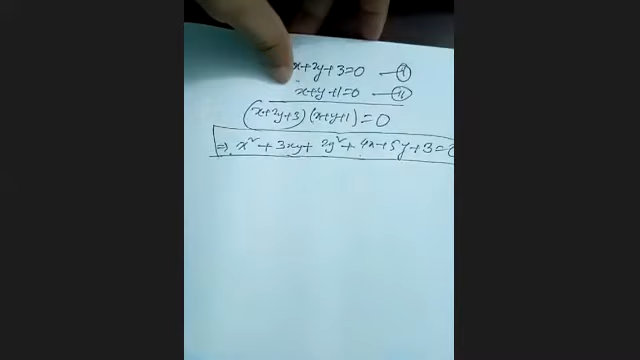 x+2y+3=0 — (i)
x+y+1=0 — (ii)
(x+2y+3) (x+y+1) = 0
⇒ x² + 3xy + 2y² + 4x+5y+3=0